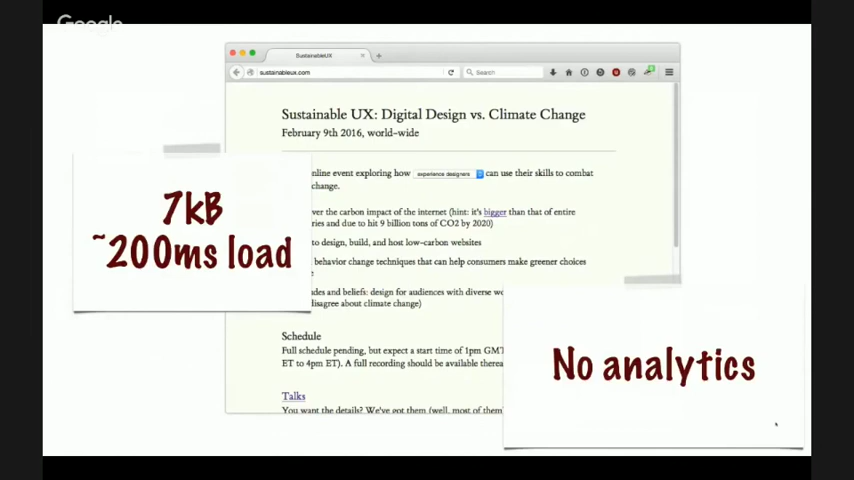 Google
SustainableUX
sustainableux.com
Search
Sustainable UX: Digital Design vs. Climate Change
February 9th 2016, world-wide
nline event exploring how experience designers can use their skills to combat
change.
ver the carbon impact of the internet (hint: it's bigger than that of entire
ries and due to hit 9 billion tons of CO2 by 2020)
to design, build, and host low-carbon websites
behavior change techniques that can help consumers make greener choices
des and beliefs: design for audiences with diverse wo
disagree about climate change)
Schedule
Full schedule pending, but expect a start time of 1pm GMT
ET to 4pm ET). A full recording should be available therea
Talks
You want the details? We've got them (well, most of them
7kB
~200ms load
No analytics